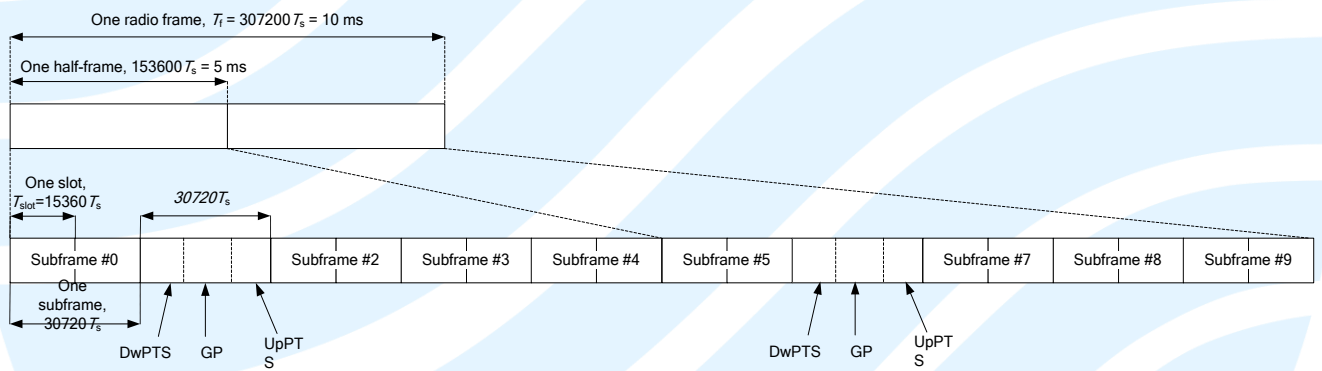 One radio frame, Tf = 307200Ts = 10 ms
One half-frame, 153600Ts = 5 ms
One slot,
Tslot=15360Ts
30720Ts
Subframe #0
Subframe #2
Subframe #3
Subframe #4
Subframe #5
Subframe #7
Subframe #8
Subframe #9
One
subframe,
30720Ts
DwPTS
GP
UpPT
S
DwPTS
GP
UpPT
S